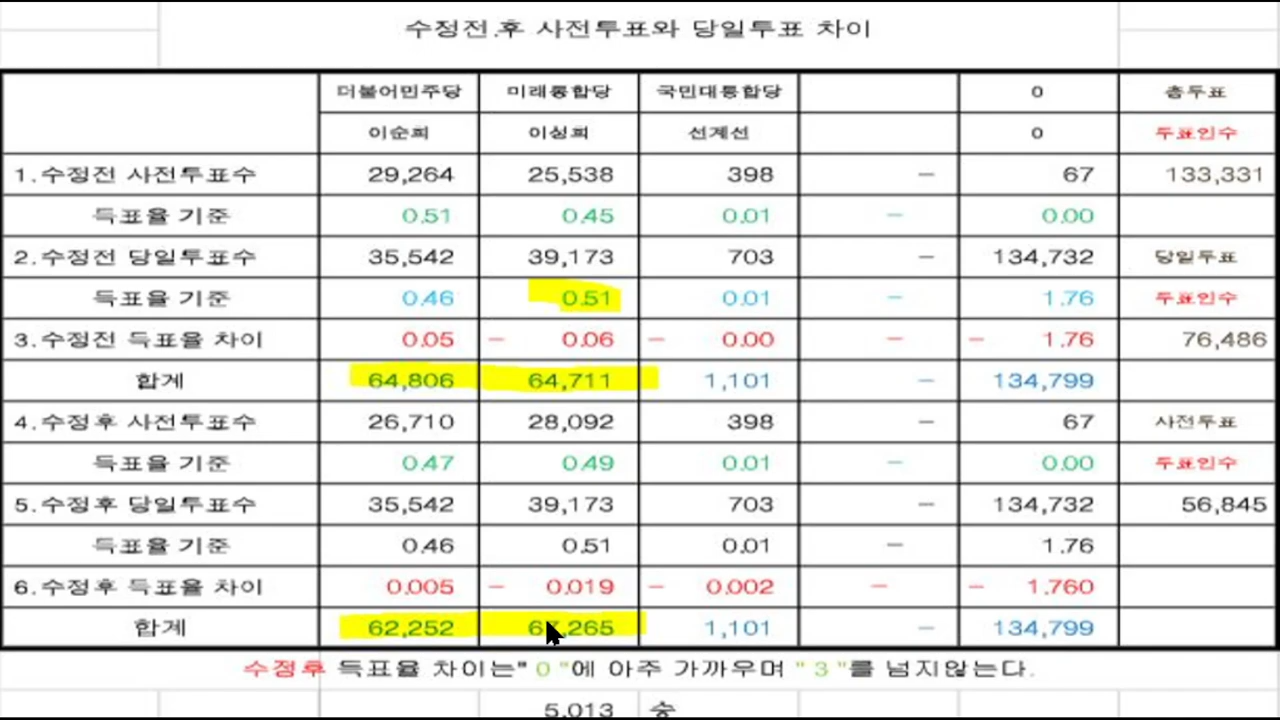 수정전.후 사전투표와 당일투표 차이
더불어민주당 미래통합당 국민대통합당 0 총투표
이순희 이성희 선계선 0 투표인수
1.수정전 사전투표수 29,264 25,538 398 – 67 133,331
득표율 기준 0.51 0.45 0.01 – 0.00
2.수정전 당일투표수 35,542 39,173 703 – 134,732 당일투표
득표율 기준 0.46 0.51 0.01 – 1.76 투표인수
3.수정전 득표율 차이 0.05 – 0.06 – 0.00 – – 1.76 76,486
합계 64,806 64,711 1,101 – 134,799
4.수정후 사전투표수 26,710 28,092 398 – 67 사전투표
득표율 기준 0.47 0.49 0.01 – 0.00 투표인수
5.수정후 당일투표수 35,542 39,173 703 – 134,732 56,845
득표율 기준 0.46 0.51 0.01 – 1.76
6.수정후 득표율 차이 0.005 – 0.019 – 0.002 – – 1.760
합계 62,252 1,101 – 134,799
수정후 득표율 차이는" 0 "에 아주 가까우며 " 3 "를 넘지않는다.
5,013 승